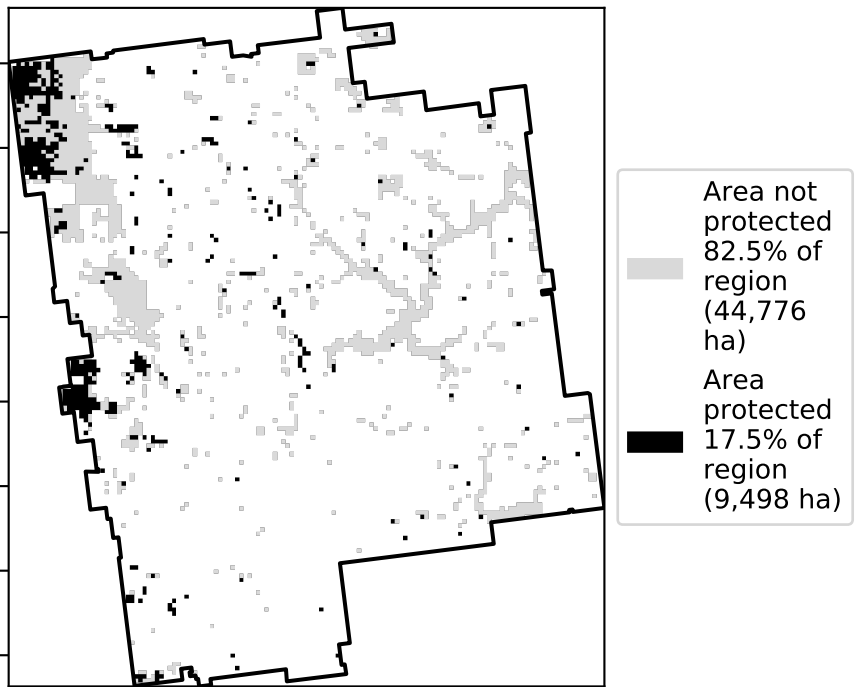 Area not
protected
82.5% of
region
(44,776
ha)
Area
protected
17.5% of
region
(9,498 ha)